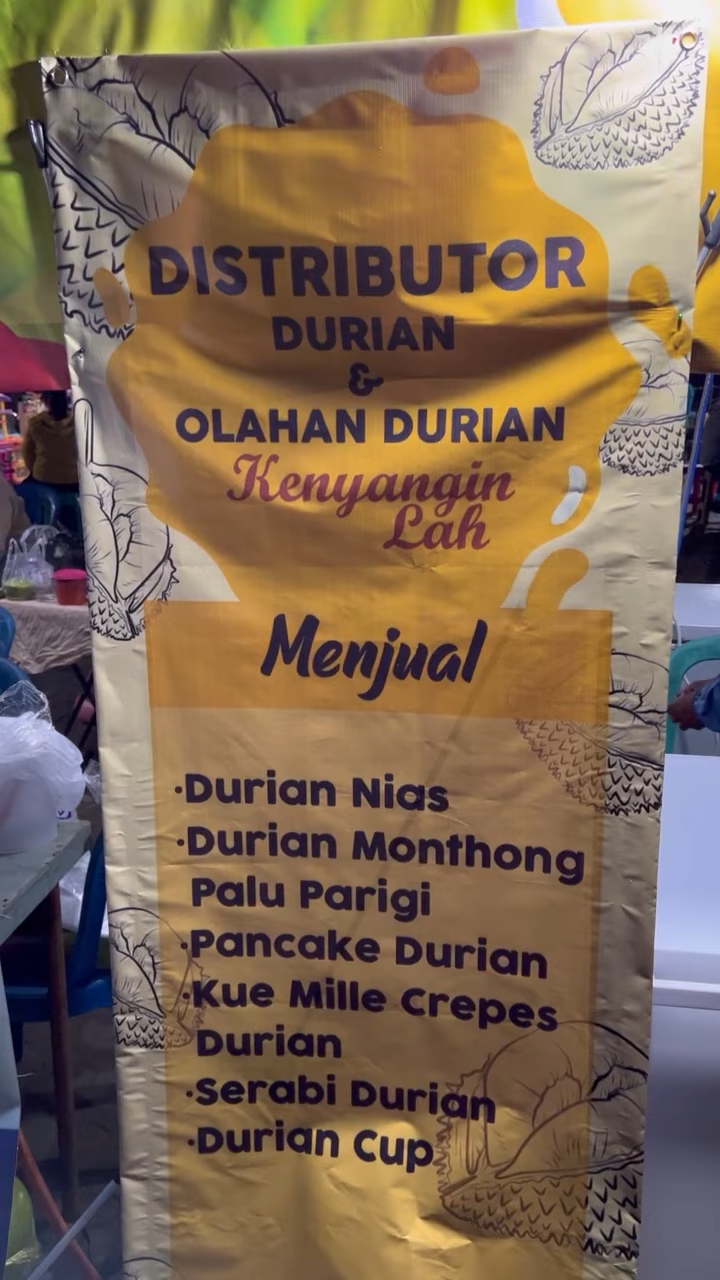 DISTRIBUTOR
DURIAN
&
OLAHAN DURIAN
Kenyangin
Lah
Menjual
·Durian Nias
·Durian Monthong
Palu Parigi
·Pancake Durian
·Kue Mille Crepes
Durian
·Serabi Durian
·Durian Cup